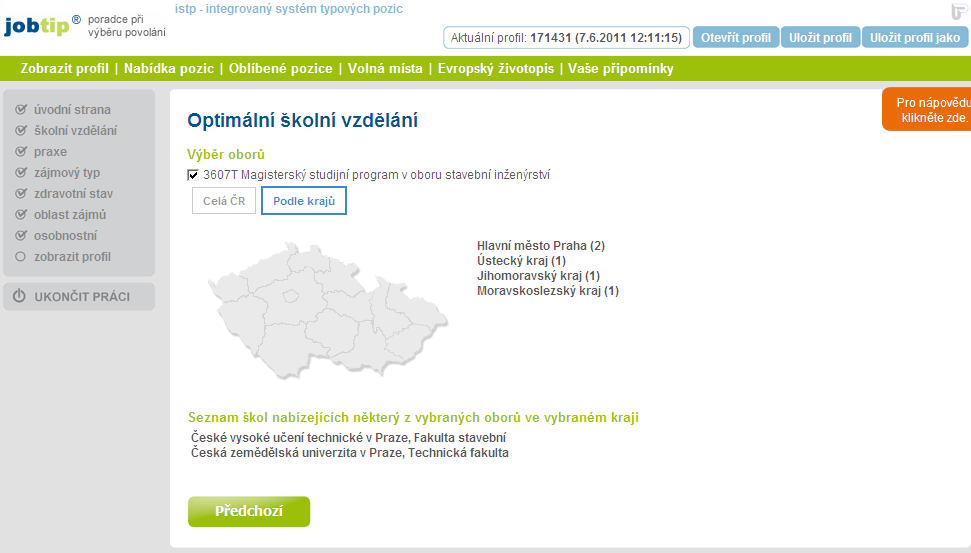 jobtip® poradce při
výběru povolání
istp - integrovaný systém typových pozic
Aktuální profil: 171431 (7.6.2011 12:11:15)
Otevřít profil
Uložit profil
Uložit profil jako
Zobrazit profil | Nabídka pozic | Oblíbené pozice | Volná místa | Evropský životopis | Vaše připomínky
úvodní strana
školní vzdělání
praxe
zájmový typ
zdravotní stav
oblast zájmů
osobnostní
zobrazit profil
UKONČIT PRÁCI
Pro nápovědu
klikněte zde.
Optimální školní vzdělání
Výběr oborů
3607T Magisterský studijní program v oboru stavební inženýrství
Celá ČR
Podle krajů
Hlavní město Praha (2)
Ústecký kraj (1)
Jihomoravský kraj (1)
Moravskoslezský kraj (1)
Seznam škol nabízejících některý z vybraných oborů ve vybraném kraji
České vysoké učení technické v Praze, Fakulta stavební
Česká zemědělská univerzita v Praze, Technická fakulta
Předchozí